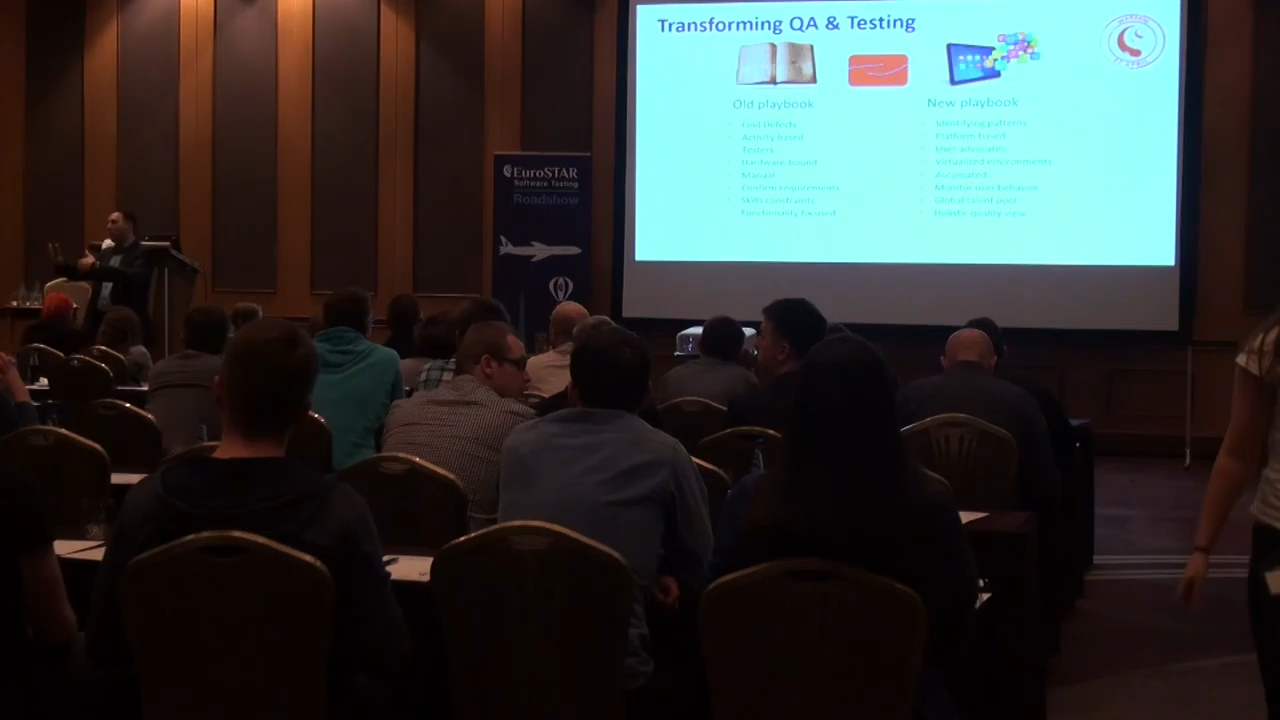 Transforming QA & Testing
Old playbook
Find Defects
Activity based
Testers
Hardware-bound
Manual
Confirm requirements
Skills constraints
Functionality focused
New playbook
Identifying patterns
Platform based
User advocates
Virtualized environments
Automated
Monitor user behavior
Global talent pool
Holistic quality view
EuroSTAR
Software Testing
Roadshow